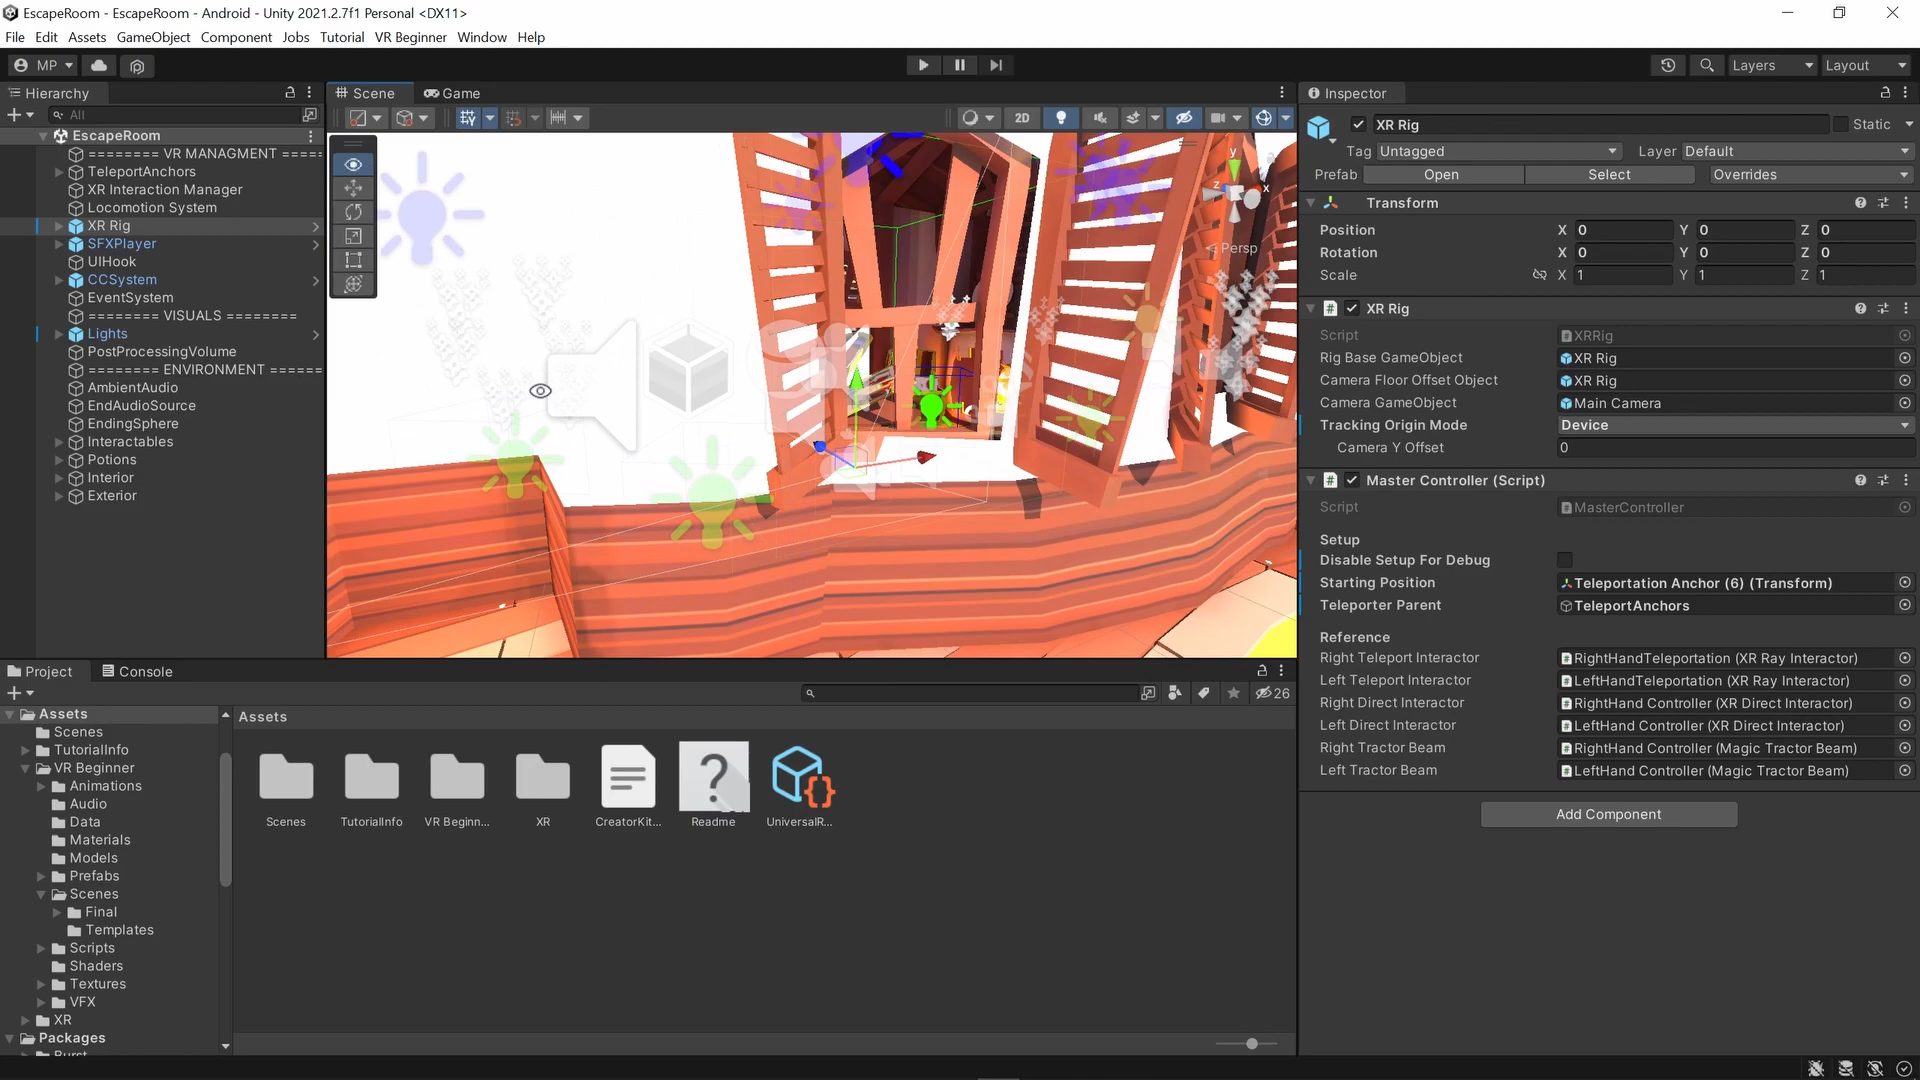 EscapeRoom - EscapeRoom - Android - Unity 2021.2.7f1 Personal <DX11>
File Edit Assets GameObject Component Jobs Tutorial VR Beginner Window Help
MP Layers Layout
Hierarchy
All
EscapeRoom
======== VR MANAGMENT =====
TeleportAnchors
XR Interaction Manager
Locomotion System
XR Rig
SFXPlayer
UIHook
CCSystem
EventSystem
======== VISUALS ========
Lights
PostProcessingVolume
======== ENVIRONMENT ======
AmbientAudio
EndAudioSource
EndingSphere
Interactables
Potions
Interior
Exterior
Scene Game
2D
y
z x
Persp
Inspector
XR Rig Static
Tag Untagged Layer Default
Prefab Open Select Overrides
Transform
Position X 0 Y 0 Z 0
Rotation X 0 Y 0 Z 0
Scale X 1 Y 1 Z 1
XR Rig
Script XRRig
Rig Base GameObject XR Rig
Camera Floor Offset Object XR Rig
Camera GameObject Main Camera
Tracking Origin Mode Device
Camera Y Offset 0
Master Controller (Script)
Script MasterController
Setup
Disable Setup For Debug
Starting Position Teleportation Anchor (6) (Transform)
Teleporter Parent TeleportAnchors
Reference
Right Teleport Interactor RightHandTeleportation (XR Ray Interactor)
Left Teleport Interactor LeftHandTeleportation (XR Ray Interactor)
Right Direct Interactor RightHand Controller (XR Direct Interactor)
Left Direct Interactor LeftHand Controller (XR Direct Interactor)
Right Tractor Beam RightHand Controller (Magic Tractor Beam)
Left Tractor Beam LeftHand Controller (Magic Tractor Beam)
Add Component
Project Console
26
Assets
Scenes
TutorialInfo
VR Beginner
Animations
Audio
Data
Materials
Models
Prefabs
Scenes
Final
Templates
Scripts
Shaders
Textures
VFX
XR
Packages
Burst
Assets
Scenes TutorialInfo VR Beginn... XR CreatorKit... Readme UniversalR...